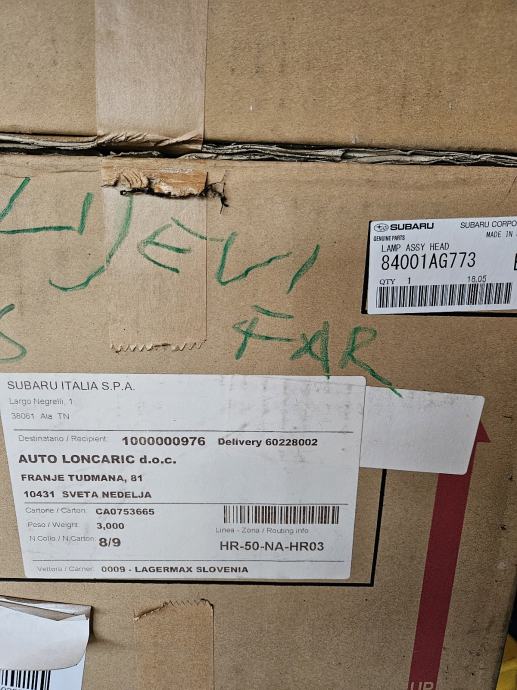 LIJEVI
FAR
SUBARU
SUBARU CORPO
GENUINE PARTS
MADE IN
LAMP ASSY HEAD
84001AG773
QTY 1
18.05
SUBARU ITALIA S.P.A.
Largo Negrelli, 1
38061 Ala TN
Destinatario / Recipient: 1000000976 Delivery 60228002
AUTO LONCARIC d.o.c.
FRANJE TUDMANA, 81
10431 SVETA NEDELJA
Cartone / Carton: CA0753665
Peso / Weight: 3,000
Linea - Zona / Routing info
N.Collo / N.Carton: 8/9
HR-50-NA-HR03
Vettore / Carrier: 0009 - LAGERMAX SLOVENIA
UP